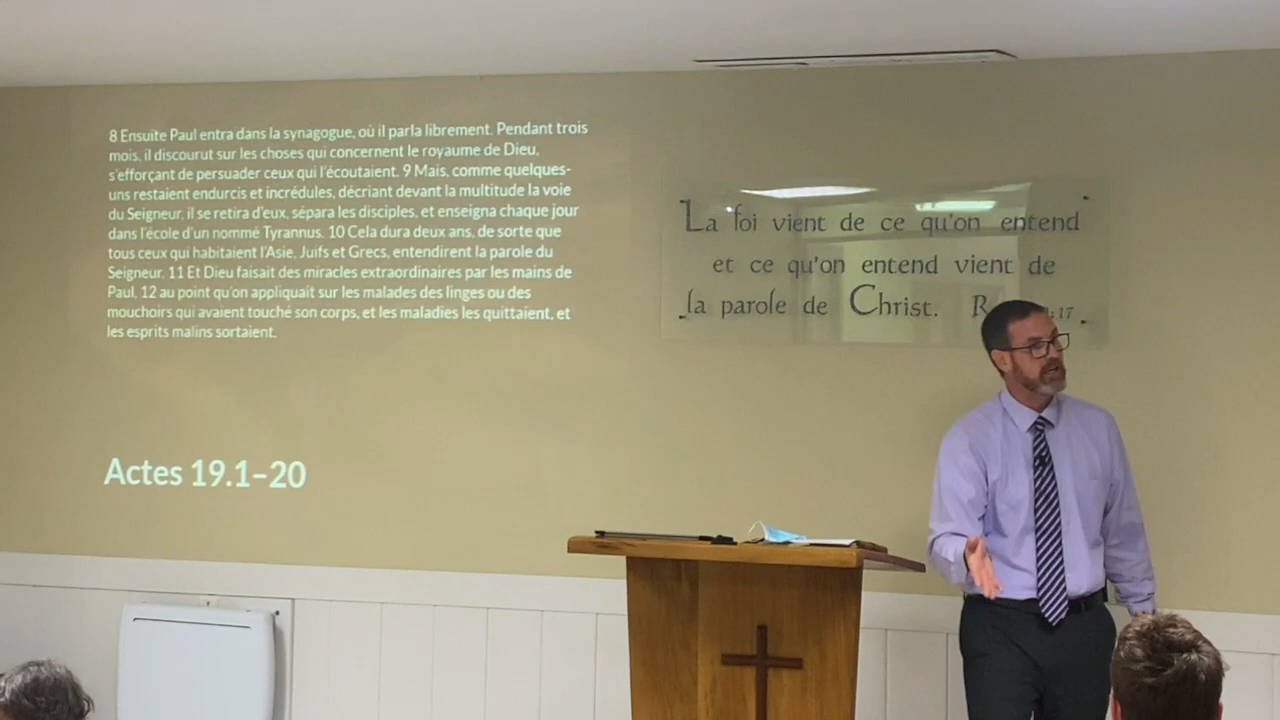 8 Ensuite Paul entra dans la synagogue, où il parla librement. Pendant trois
mois, il discourut sur les choses qui concernent le royaume de Dieu,
s'efforçant de persuader ceux qui l'écoutaient. 9 Mais, comme quelques-
uns restaient endurcis et incrédules, décriant devant la multitude la voie
du Seigneur, il se retira d'eux, sépara les disciples, et enseigna chaque jour
dans l'école d'un nommé Tyrannus. 10 Cela dura deux ans, de sorte que
tous ceux qui habitaient l'Asie, Juifs et Grecs, entendirent la parole du
Seigneur. 11 Et Dieu faisait des miracles extraordinaires par les mains de
Paul, 12 au point qu'on appliquait sur les malades des linges ou des
mouchoirs qui avaient touché son corps, et les maladies les quittaient, et
les esprits malins sortaient.
Actes 19.1–20
La foi vient de ce qu'on entend
et ce qu'on entend vient de
la parole de Christ. R :17